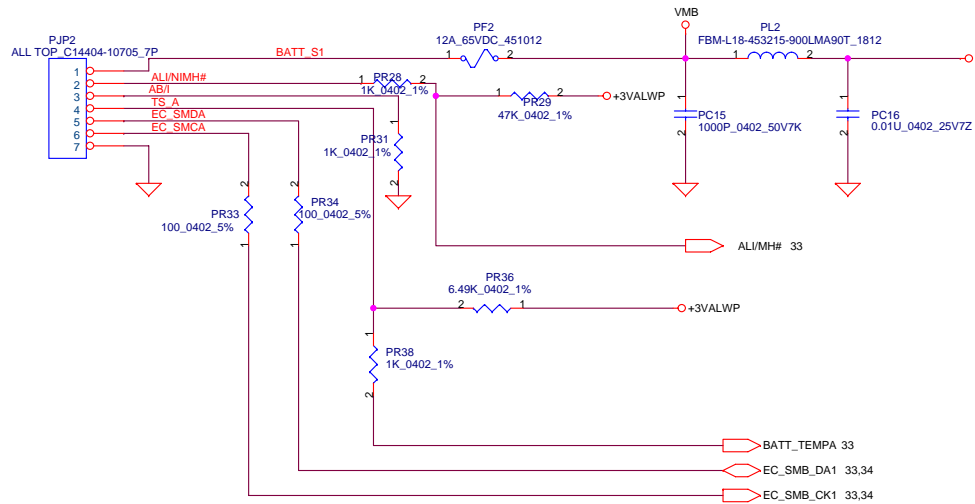 VMB
PJP2
ALL TOP_C14404-10705_7P
PF2
12A_65VDC_451012
PL2
FBM-L18-453215-900LMA90T_1812
BATT_S1
1 2
1 2
1
2
3
4
5
6
7
ALI/NIMH#
AB/I
TS_A
EC_SMDA
EC_SMCA
1 2
PR28
1K_0402_1%
1 2
PR29
47K_0402_1%
+3VALWP
1
2
PC15
1000P_0402_50V7K
1
2
PC16
0.01U_0402_25V7Z
1
2
PR31
1K_0402_1%
2
1
PR33
100_0402_5%
2
1
PR34
100_0402_5%
ALI/MH# 33
PR36
6.49K_0402_1%
2 1
+3VALWP
1
2
PR38
1K_0402_1%
BATT_TEMPA 33
EC_SMB_DA1 33,34
EC_SMB_CK1 33,34